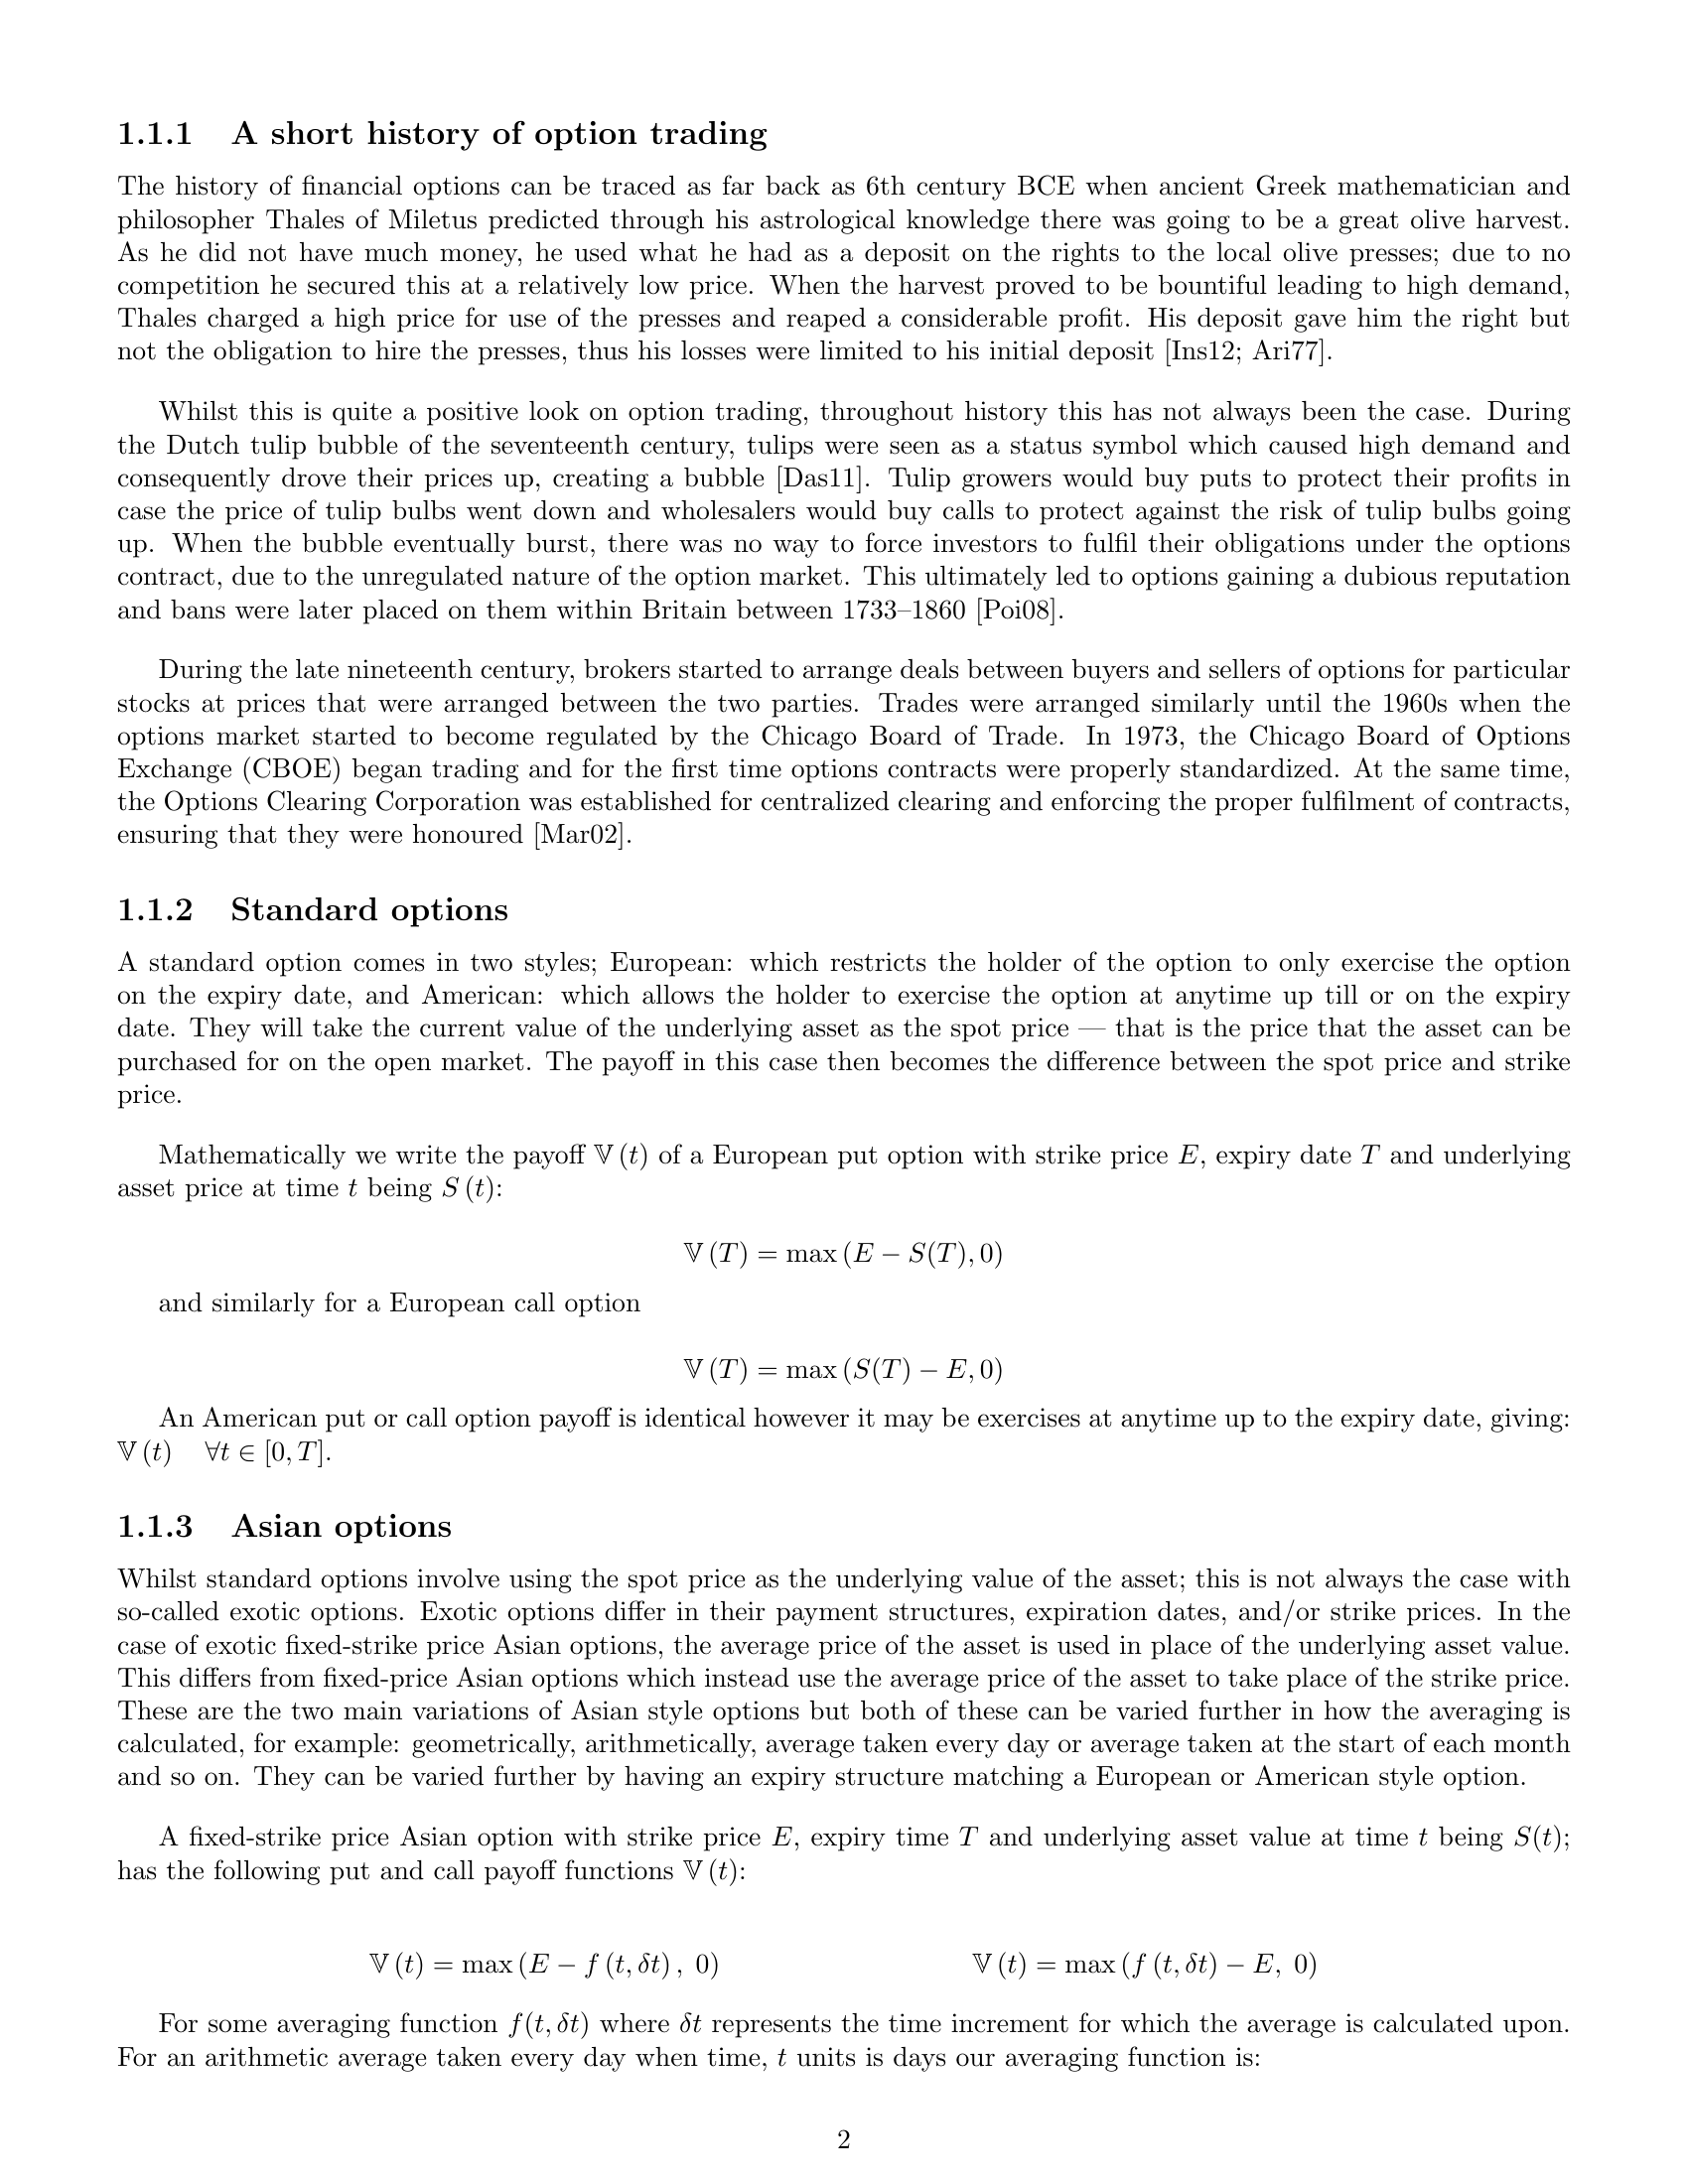 1.1.1 A short history of option trading
The history of financial options can be traced as far back as 6th century BCE when ancient Greek mathematician and
philosopher Thales of Miletus predicted through his astrological knowledge there was going to be a great olive harvest.
As he did not have much money, he used what he had as a deposit on the rights to the local olive presses; due to no
competition he secured this at a relatively low price. When the harvest proved to be bountiful leading to high demand,
Thales charged a high price for use of the presses and reaped a considerable profit. His deposit gave him the right but
not the obligation to hire the presses, thus his losses were limited to his initial deposit [Ins12; Ari77].
Whilst this is quite a positive look on option trading, throughout history this has not always been the case. During
the Dutch tulip bubble of the seventeenth century, tulips were seen as a status symbol which caused high demand and
consequently drove their prices up, creating a bubble [Das11]. Tulip growers would buy puts to protect their profits in
case the price of tulip bulbs went down and wholesalers would buy calls to protect against the risk of tulip bulbs going
up. When the bubble eventually burst, there was no way to force investors to fulfil their obligations under the options
contract, due to the unregulated nature of the option market. This ultimately led to options gaining a dubious reputation
and bans were later placed on them within Britain between 1733–1860 [Poi08].
During the late nineteenth century, brokers started to arrange deals between buyers and sellers of options for particular
stocks at prices that were arranged between the two parties. Trades were arranged similarly until the 1960s when the
options market started to become regulated by the Chicago Board of Trade. In 1973, the Chicago Board of Options
Exchange (CBOE) began trading and for the first time options contracts were properly standardized. At the same time,
the Options Clearing Corporation was established for centralized clearing and enforcing the proper fulfilment of contracts,
ensuring that they were honoured [Mar02].
1.1.2 Standard options
A standard option comes in two styles; European: which restricts the holder of the option to only exercise the option
on the expiry date, and American: which allows the holder to exercise the option at anytime up till or on the expiry
date. They will take the current value of the underlying asset as the spot price — that is the price that the asset can be
purchased for on the open market. The payoff in this case then becomes the difference between the spot price and strike
price.
Mathematically we write the payoff 𝕍 (t) of a European put option with strike price E, expiry date T and underlying
asset price at time t being S (t):
𝕍 (T) = max (E − S(T), 0)
and similarly for a European call option
𝕍 (T) = max (S(T) − E, 0)
An American put or call option payoff is identical however it may be exercises at anytime up to the expiry date, giving:
𝕍 (t) ∀t ∈ [0, T].
1.1.3 Asian options
Whilst standard options involve using the spot price as the underlying value of the asset; this is not always the case with
so-called exotic options. Exotic options differ in their payment structures, expiration dates, and/or strike prices. In the
case of exotic fixed-strike price Asian options, the average price of the asset is used in place of the underlying asset value.
This differs from fixed-price Asian options which instead use the average price of the asset to take place of the strike price.
These are the two main variations of Asian style options but both of these can be varied further in how the averaging is
calculated, for example: geometrically, arithmetically, average taken every day or average taken at the start of each month
and so on. They can be varied further by having an expiry structure matching a European or American style option.
A fixed-strike price Asian option with strike price E, expiry time T and underlying asset value at time t being S(t);
has the following put and call payoff functions 𝕍 (t):
𝕍 (t) = max (E − f (t, δt) , 0) 𝕍 (t) = max (f (t, δt) − E, 0)
For some averaging function f(t, δt) where δt represents the time increment for which the average is calculated upon.
For an arithmetic average taken every day when time, t units is days our averaging function is:
2